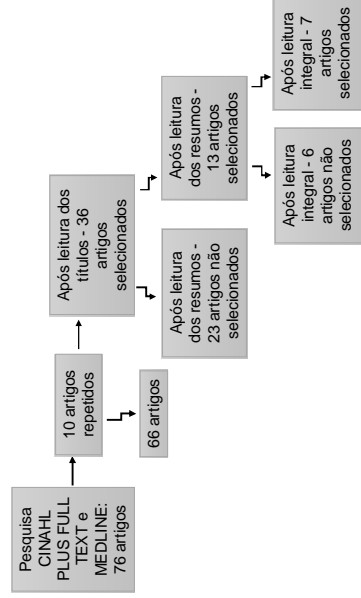 Pesquisa
CINAHL
PLUS FULL
TEXT e
MEDLINE:
76 artigos
10 artigos
repetidos
66 artigos
Após leitura dos
títulos - 36
artigos
selecionados
Após leitura
dos resumos -
23 artigos não
selecionados
Após leitura
dos resumos -
13 artigos
selecionados
Após leitura
integral - 6
artigos não
selecionados
Após leitura
integral - 7
artigos
selecionados